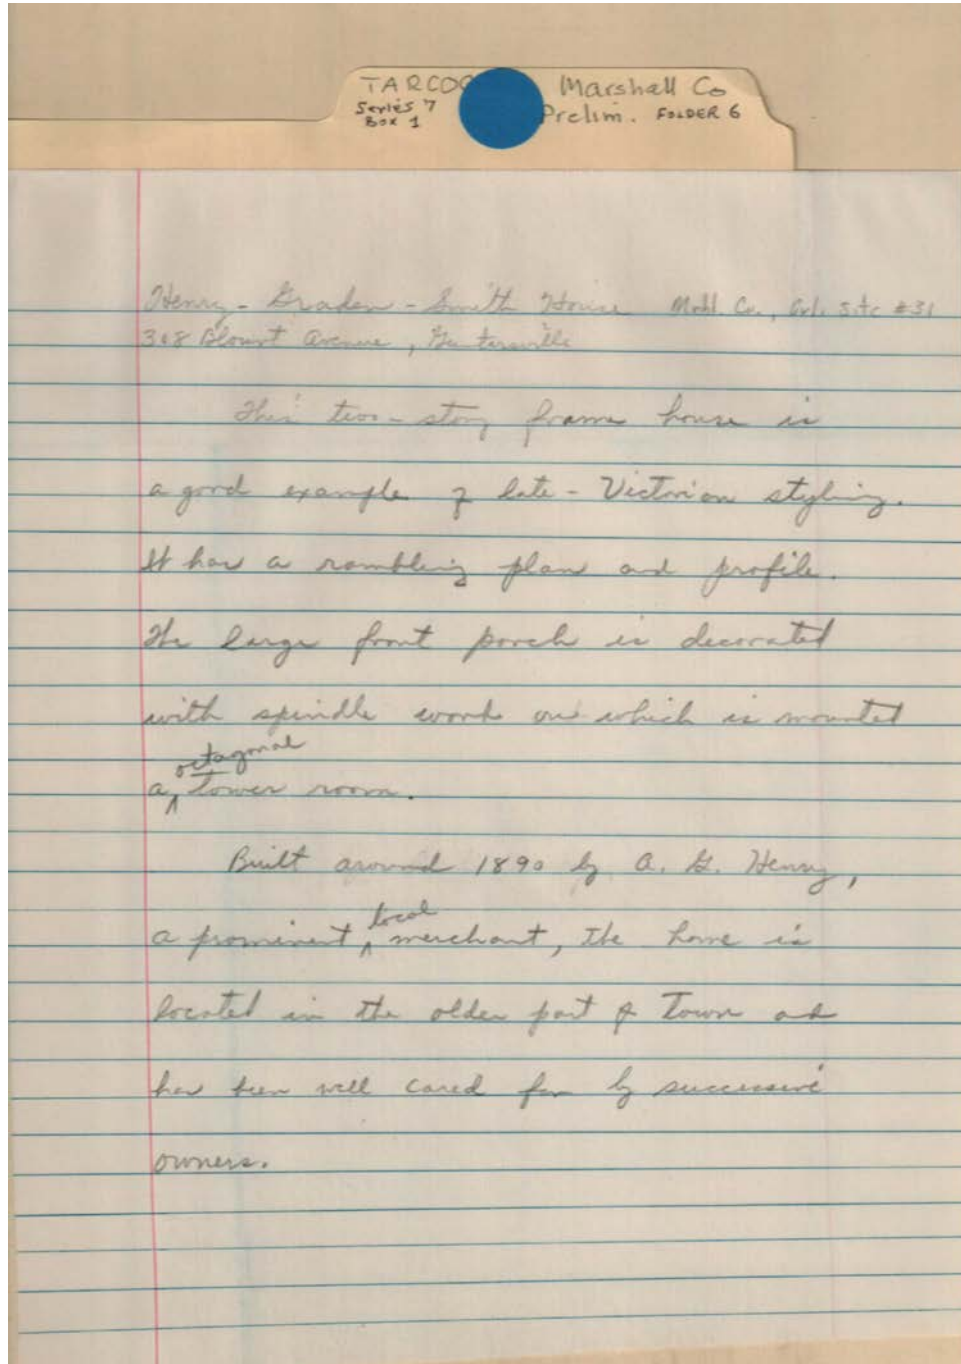 TARCOG Marshall Co
Series 7 Prelim. FOLDER 6
Box 1
Henry - Graden - Smith House Mshl. Co., Site #31
308 Blount Avenue, Guntersville
This two-story frame house is
a good example of late-Victorian styling.
It has a rambling plan and profile.
The large front porch is decorated
with spindle work on which is mounted
octagonal
a ^ tower room.
Built around 1890 by A. G. Henry,
local
a prominent ^ merchant, the home is
located in the older part of town and
has been well cared for by successive
owners.